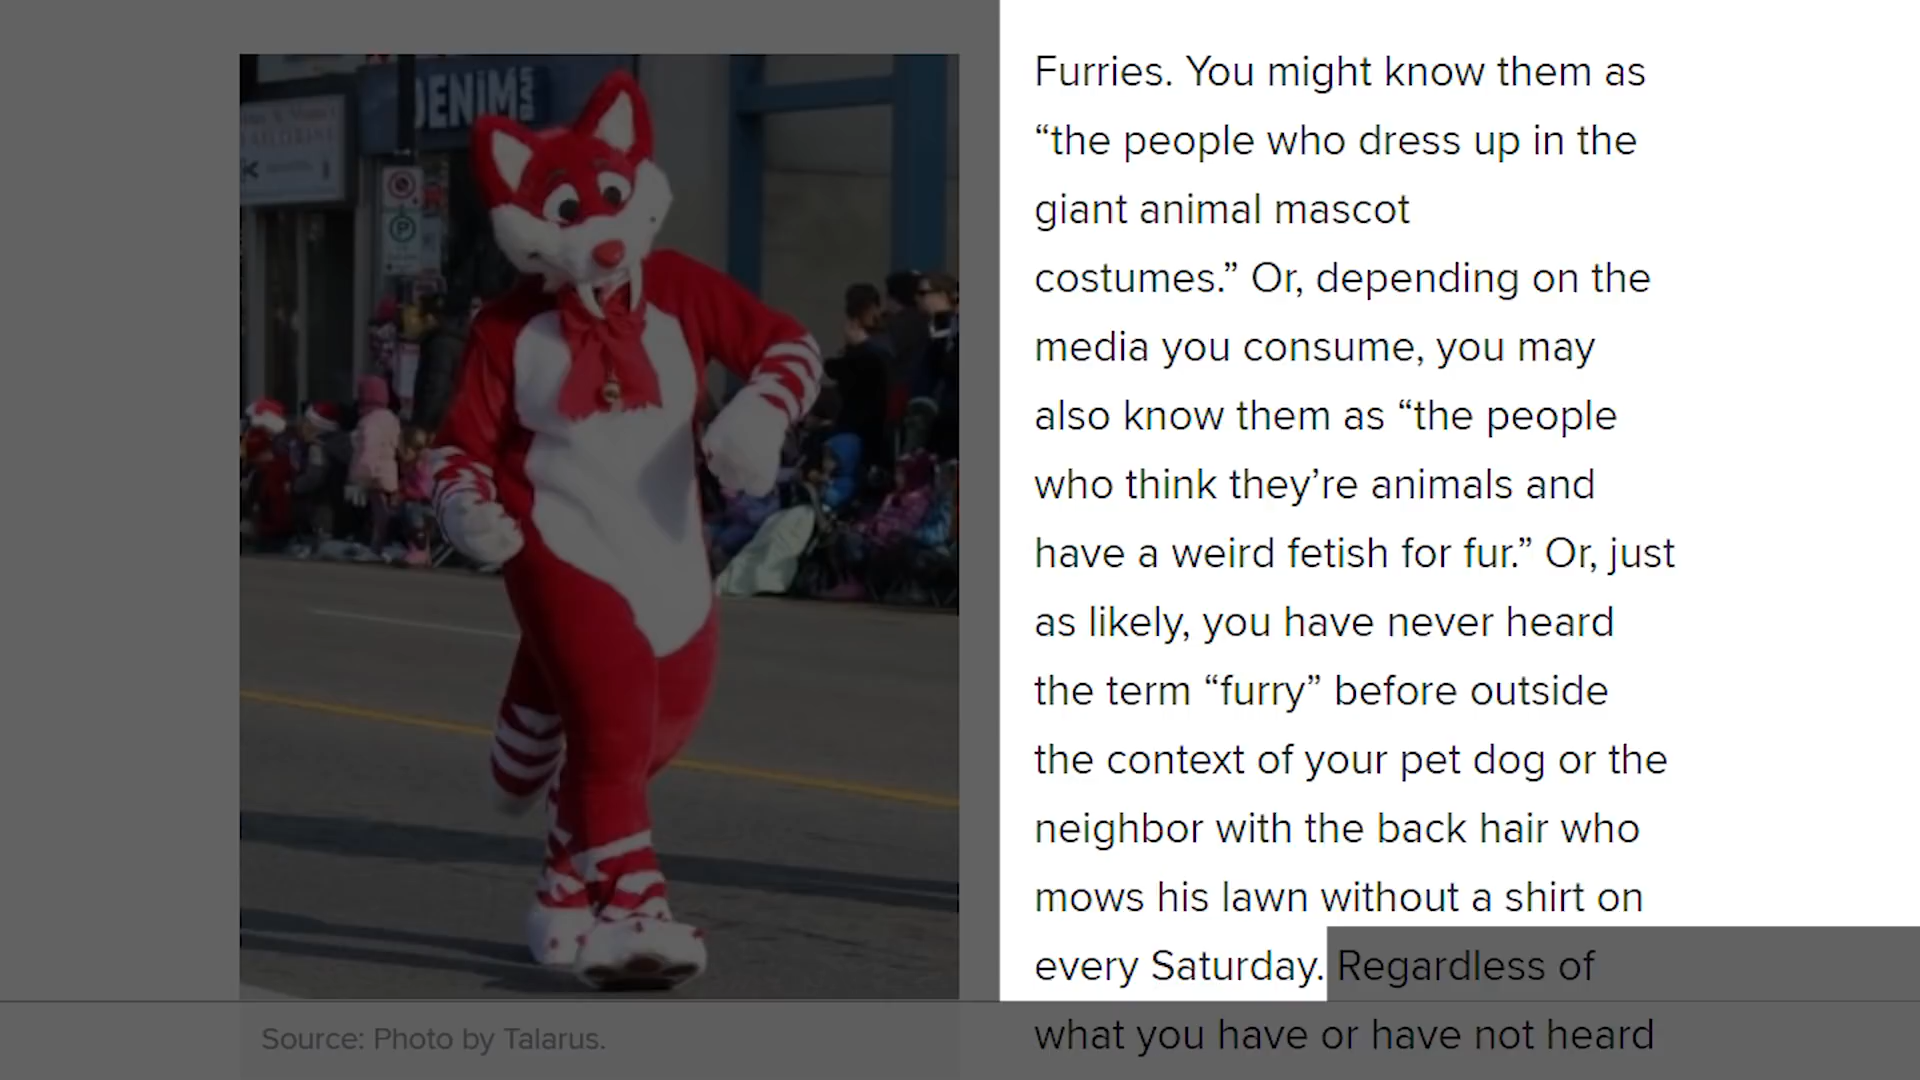 DENIM
BAR
P
Furries. You might know them as
“the people who dress up in the
giant animal mascot
costumes.” Or, depending on the
media you consume, you may
also know them as “the people
who think they’re animals and
have a weird fetish for fur.” Or, just
as likely, you have never heard
the term “furry” before outside
the context of your pet dog or the
neighbor with the back hair who
mows his lawn without a shirt on
every Saturday. Regardless of
what you have or have not heard
Source: Photo by Talarus.